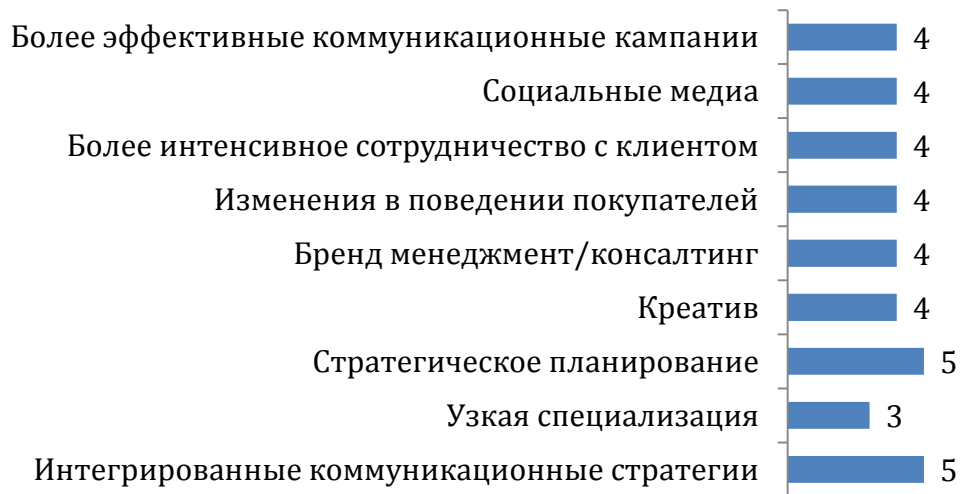 Более эффективные коммуникационные кампании 4
Социальные медиа 4
Более интенсивное сотрудничество с клиентом 4
Изменения в поведении покупателей 4
Бренд менеджмент/консалтинг 4
Креатив 4
Стратегическое планирование 5
Узкая специализация 3
Интегрированные коммуникационные стратегии 5